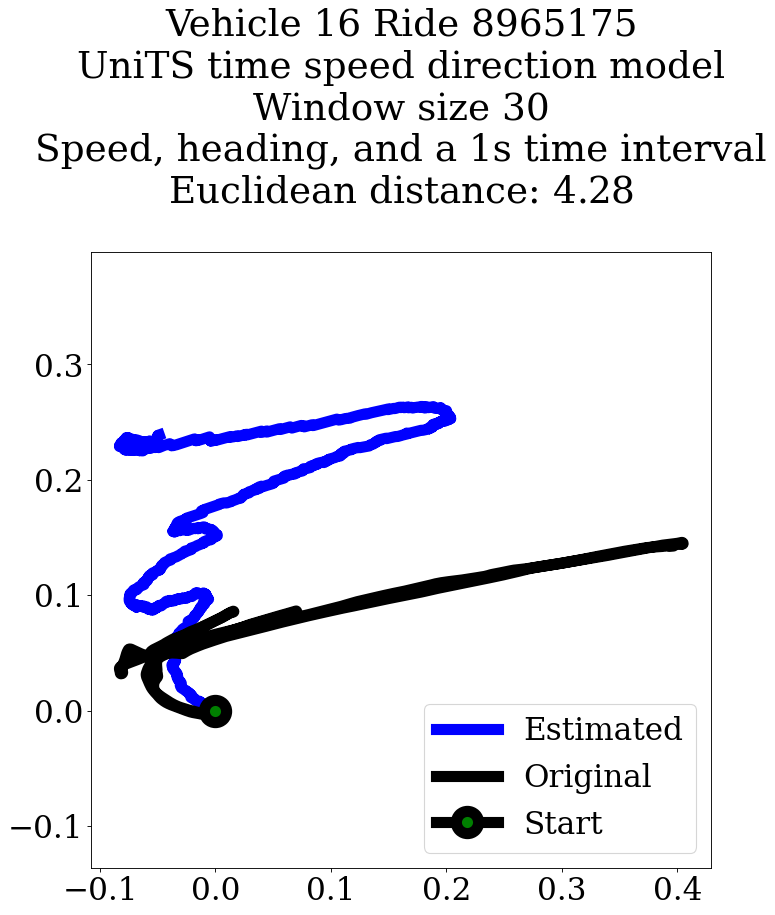 Vehicle 16 Ride 8965175
UniTS time speed direction model
Window size 30
Speed, heading, and a 1s time interval
Euclidean distance: 4.28
0.3
0.2
0.1
0.0
−0.1
Estimated
Original
Start
−0.1 0.0 0.1 0.2 0.3 0.4